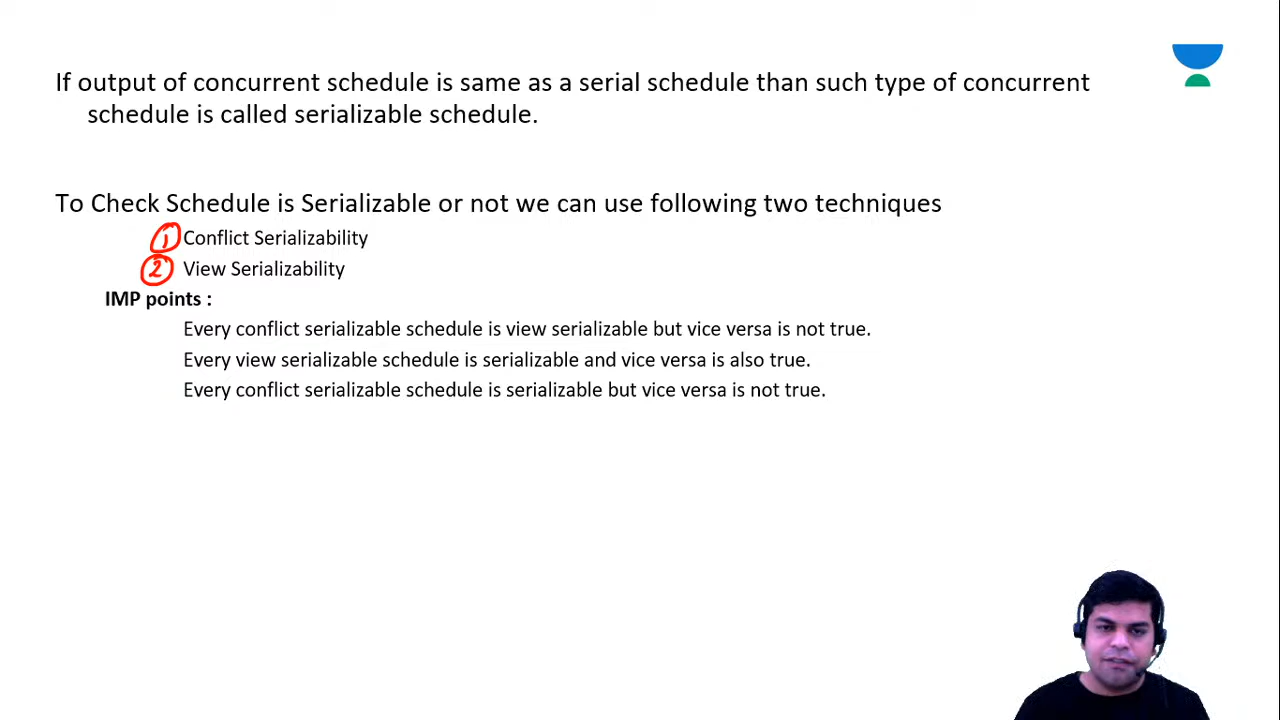 If output of concurrent schedule is same as a serial schedule than such type of concurrent
schedule is called serializable schedule.
To Check Schedule is Serializable or not we can use following two techniques
1 Conflict Serializability
2 View Serializability
IMP points :
Every conflict serializable schedule is view serializable but vice versa is not true.
Every view serializable schedule is serializable and vice versa is also true.
Every conflict serializable schedule is serializable but vice versa is not true.